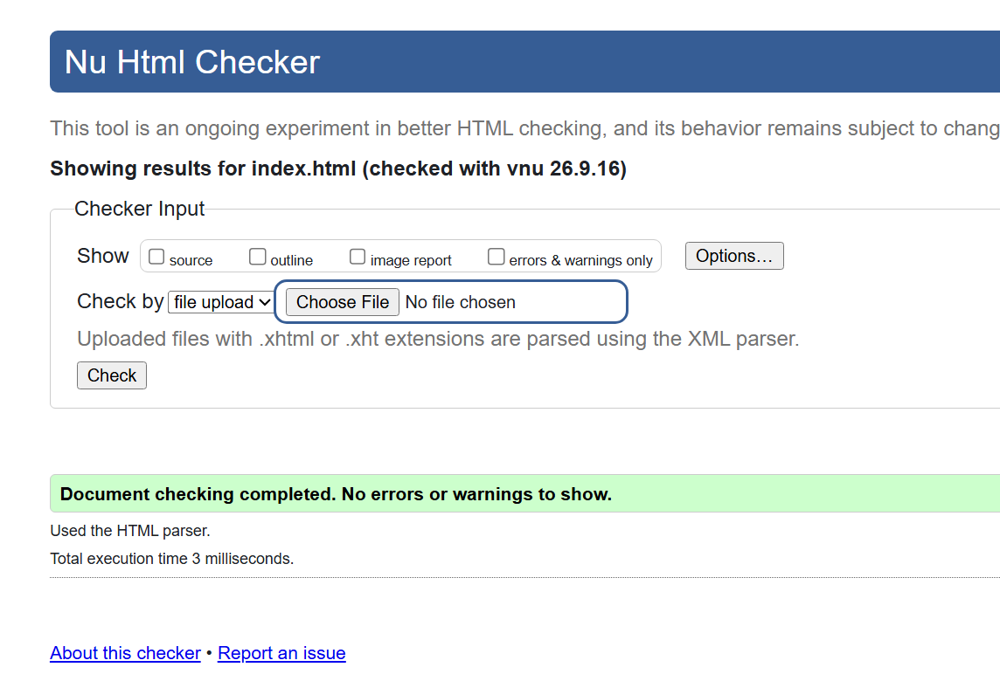 Nu Html Checker
This tool is an ongoing experiment in better HTML checking, and its behavior remains subject to chang
Showing results for index.html (checked with vnu 26.9.16)
Checker Input
Show source outline image report errors & warnings only Options…
Check by file upload Choose File No file chosen
Uploaded files with .xhtml or .xht extensions are parsed using the XML parser.
Check
Document checking completed. No errors or warnings to show.
Used the HTML parser.
Total execution time 3 milliseconds.
About this checker • Report an issue